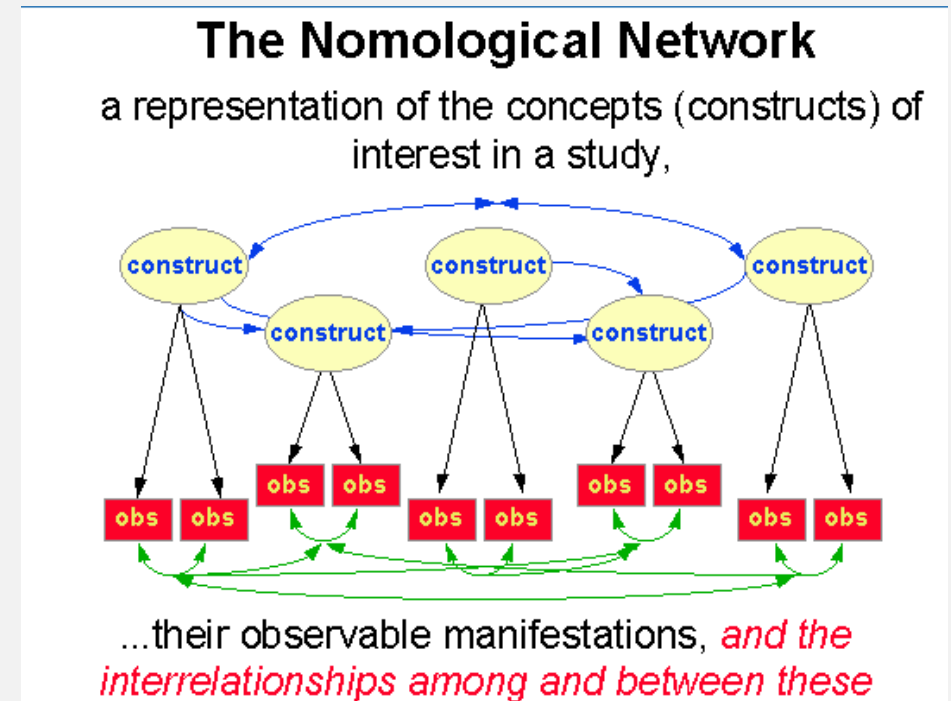 The Nomological Network
a representation of the concepts (constructs) of
interest in a study,
construct construct construct
construct construct
obs obs obs obs
obs obs obs obs obs obs
...their observable manifestations, and the
interrelationships among and between these